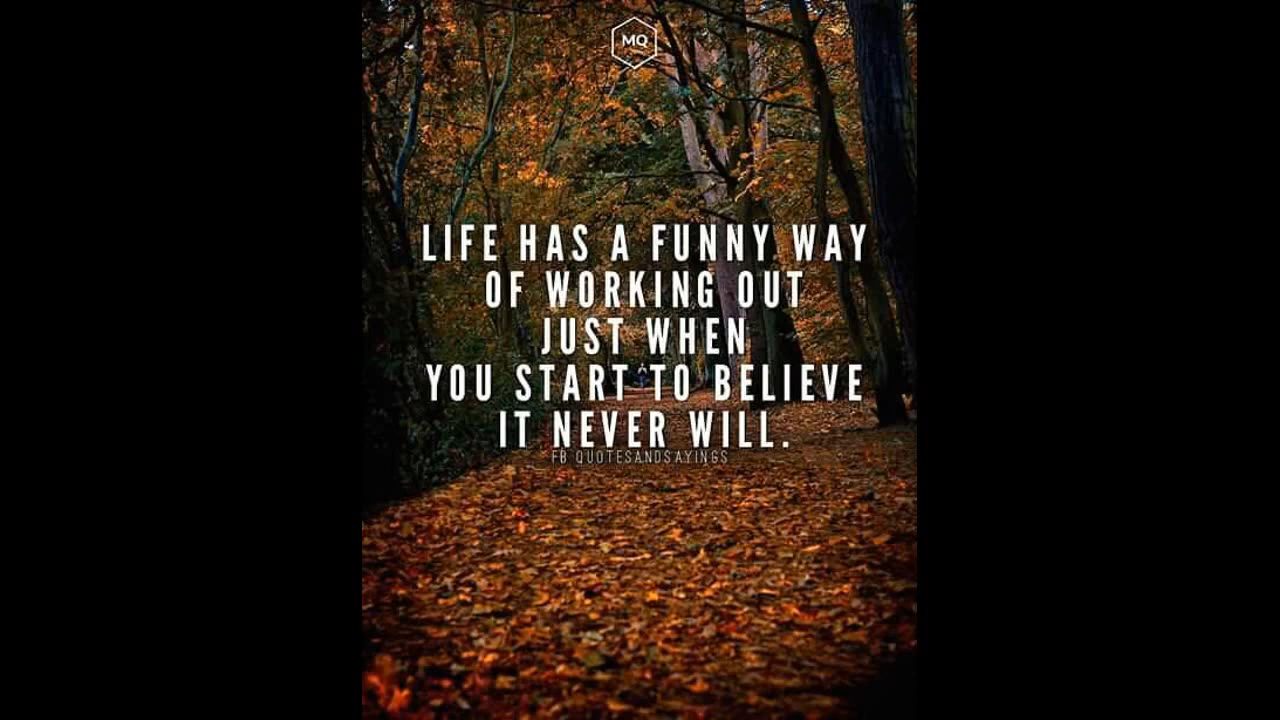 MQ
LIFE HAS A FUNNY WAY
OF WORKING OUT
JUST WHEN
YOU START TO BELIEVE
IT NEVER WILL.
FB QUOTESANDSAYINGS